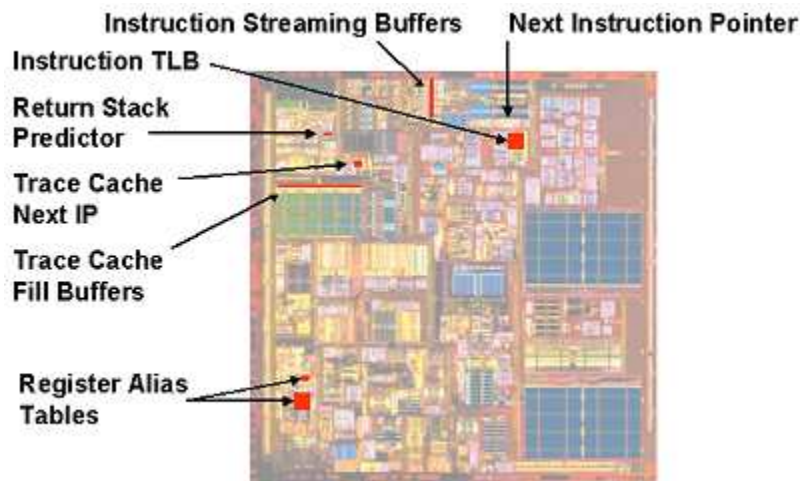 Instruction Streaming Buffers
Next Instruction Pointer
Instruction TLB
Return Stack
Predictor
Trace Cache
Next IP
Trace Cache
Fill Buffers
Register Alias
Tables